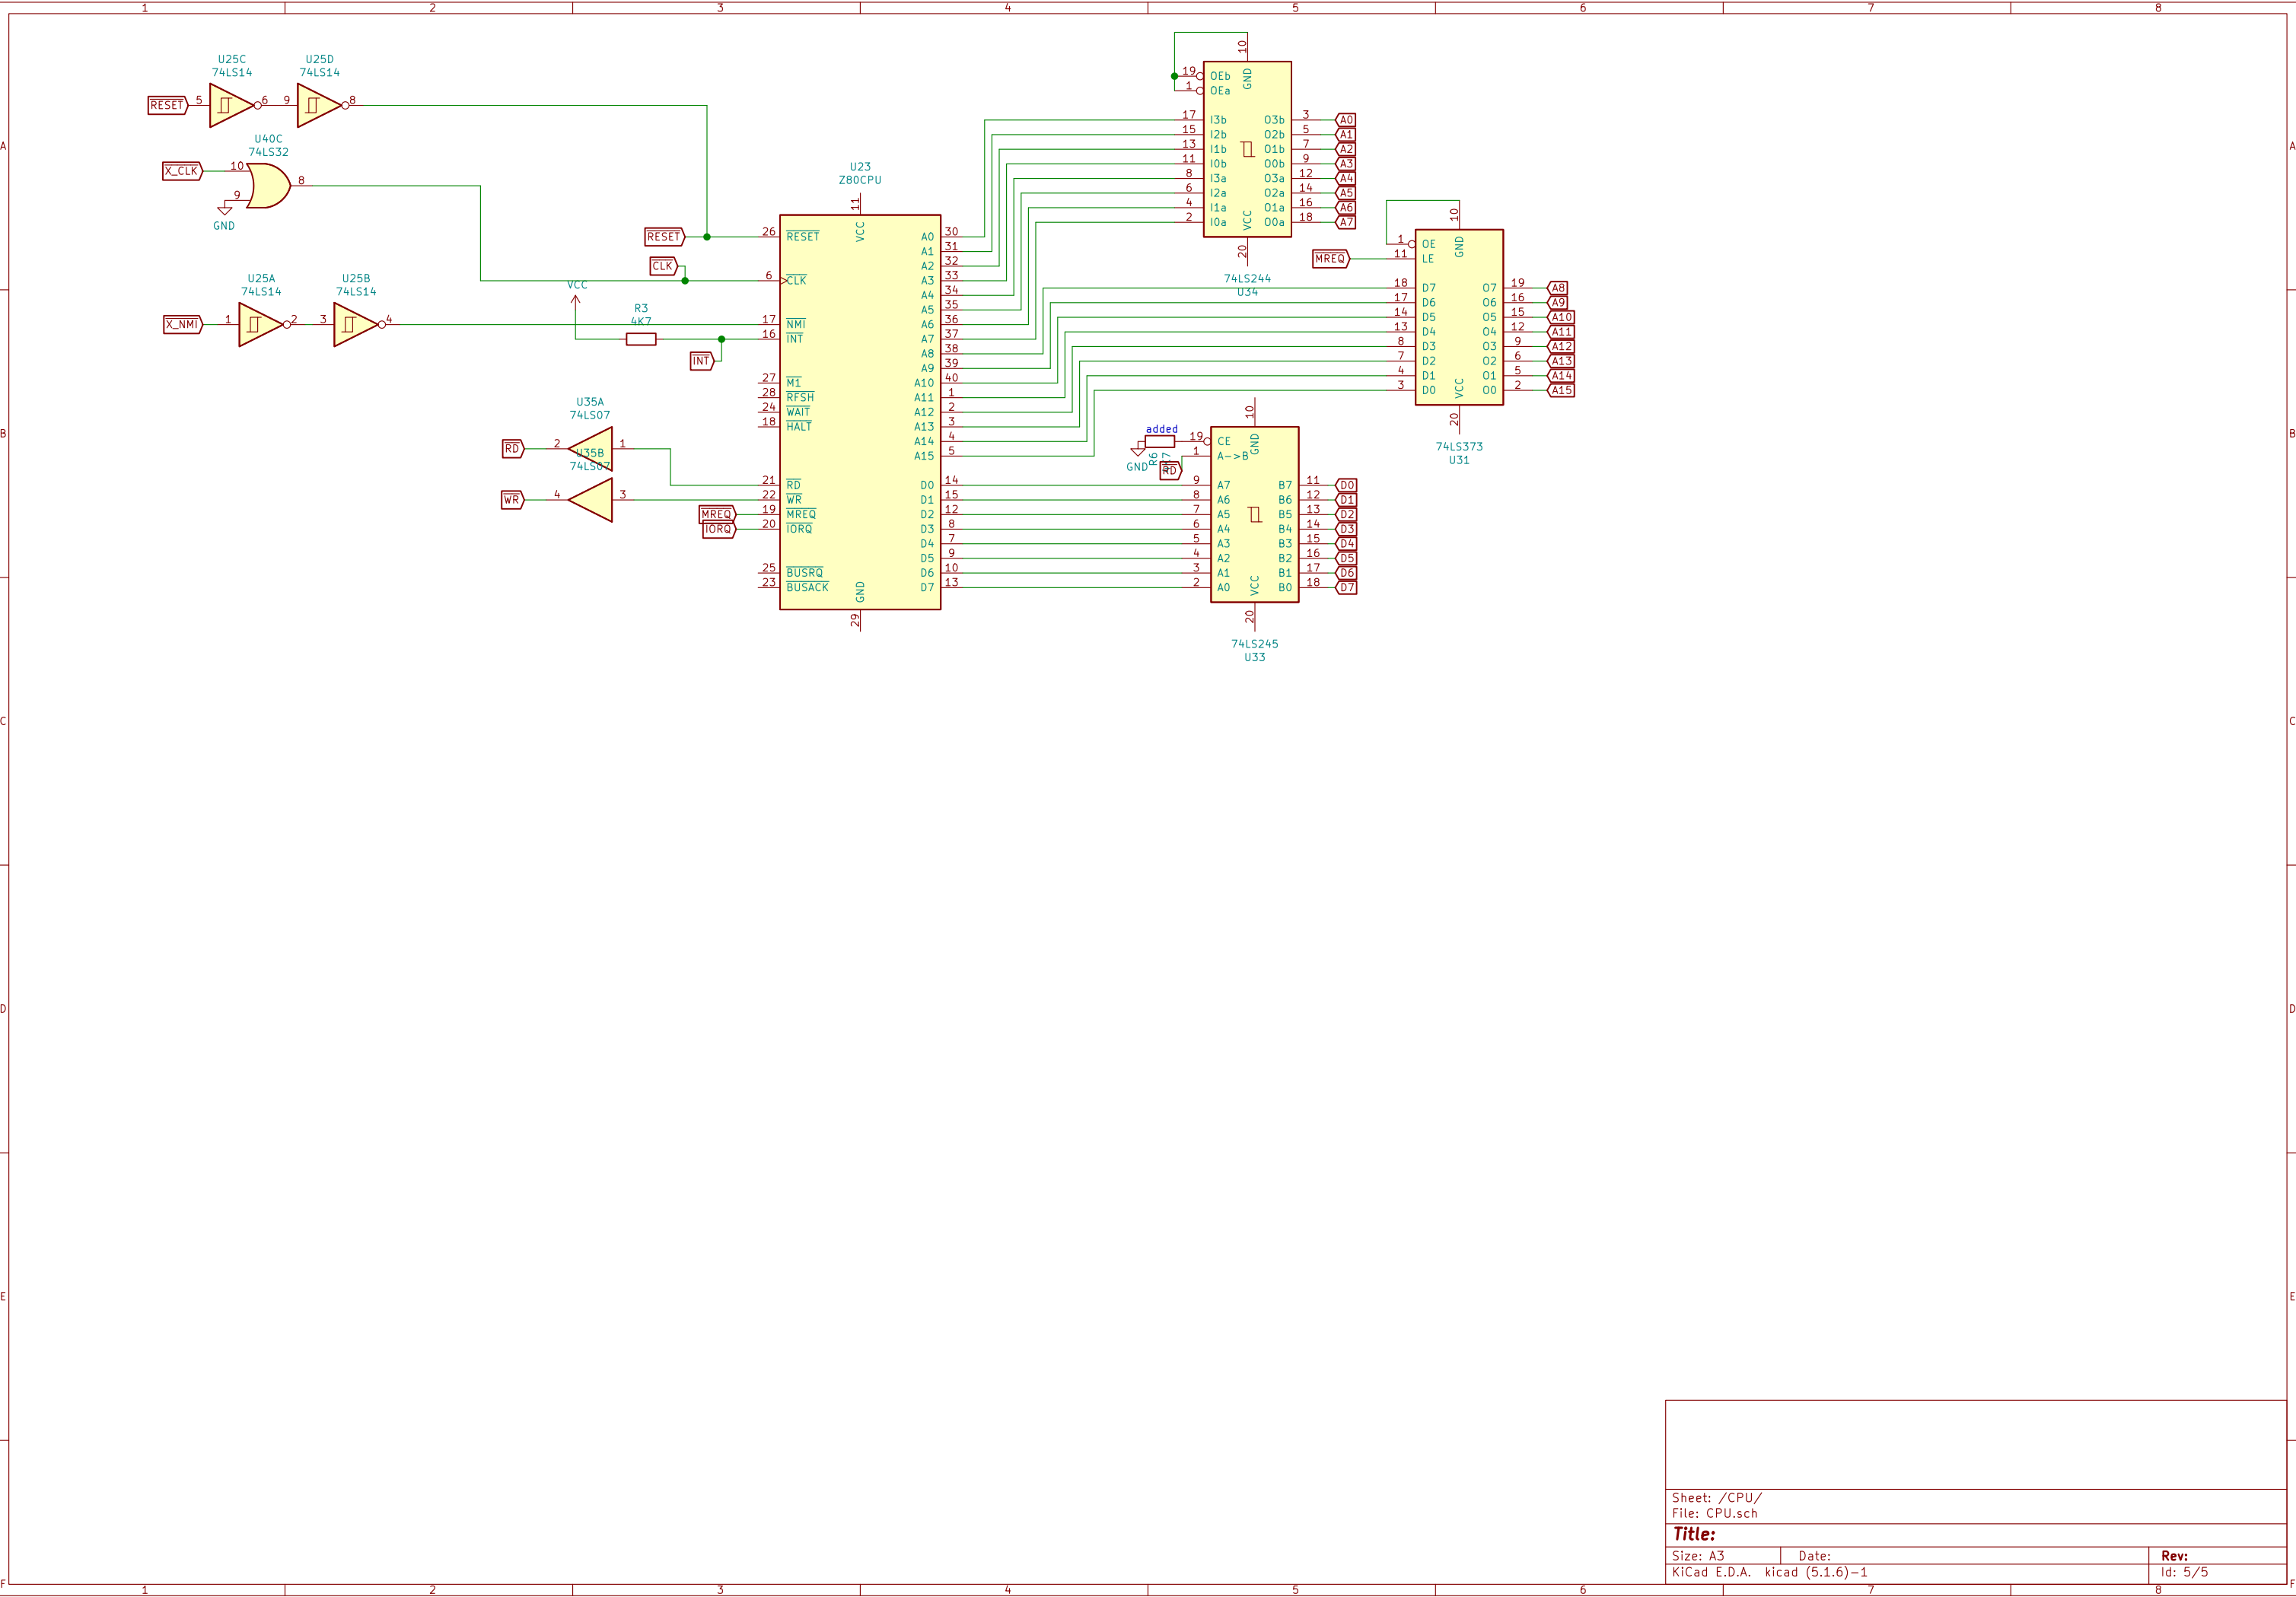 1 2 3 4 5 6 7 8
A
B
C
D
E
F
A
B
C
D
E
F
U25C
74LS14
RESET 5 6
U25D
74LS14
9 8
U40C
74LS32
X_CLK 10
9 8
GND
U25A
74LS14
X_NMI 1 2
U25B
74LS14
3 4
VCC
R3
4K7
RESET
CLK
INT
U35A
74LS07
RD 2 1
U35B
74LS07
WR 4 3
MREQ
IORQ
U23
Z80CPU
11 VCC
26 RESET
6 CLK
17 NMI
16 INT
27 M1
28 RFSH
24 WAIT
18 HALT
21 RD
22 WR
19 MREQ
20 IORQ
25 BUSRQ
23 BUSACK
GND 29
A0 30
A1 31
A2 32
A3 33
A4 34
A5 35
A6 36
A7 37
A8 38
A9 39
A10 40
A11 1
A12 2
A13 3
A14 4
A15 5
D0 14
D1 15
D2 12
D3 8
D4 7
D5 9
D6 10
D7 13
10 GND
19 OEb
1 OEa
17 I3b O3b 3 A0
15 I2b O2b 5 A1
13 I1b O1b 7 A2
11 I0b O0b 9 A3
8 I3a O3a 12 A4
6 I2a O2a 14 A5
4 I1a O1a 16 A6
2 I0a O0a 18 A7
VCC 20
74LS244
U34
10 GND
1 OE
MREQ 11 LE
18 D7 O7 19 A8
17 D6 O6 16 A9
14 D5 O5 15 A10
13 D4 O4 12 A11
8 D3 O3 9 A12
7 D2 O2 6 A13
4 D1 O1 5 A14
3 D0 O0 2 A15
VCC 20
74LS373
U31
added
GND
R6
RD
10 GND
19 CE
1 A->B
9 A7 B7 11 D0
8 A6 B6 12 D1
7 A5 B5 13 D2
6 A4 B4 14 D3
5 A3 B3 15 D4
4 A2 B2 16 D5
3 A1 B1 17 D6
2 A0 B0 18 D7
VCC 20
74LS245
U33
Sheet: /CPU/
File: CPU.sch
Title:
Size: A3 Date: Rev:
KiCad E.D.A. kicad (5.1.6)-1 Id: 5/5
1 2 3 4 5 6 7 8